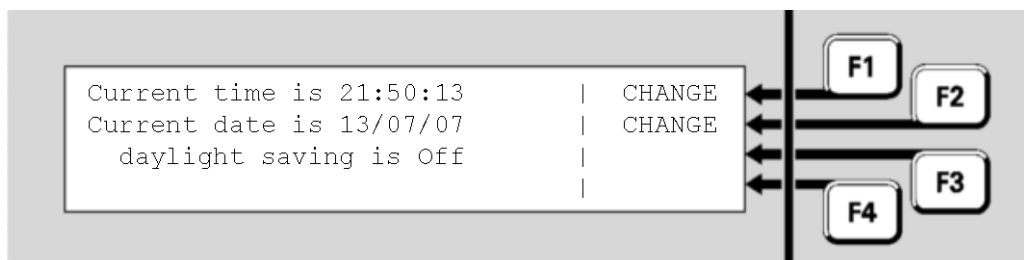 Current time is 21:50:13 | CHANGE
Current date is 13/07/07 | CHANGE
daylight saving is Off |
|
F1
F2
F3
F4